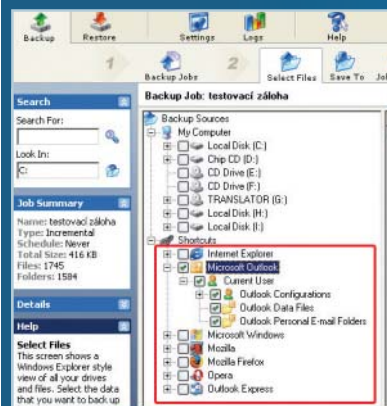 Backup
Restore
Settings
Logs
Help
1
Backup Jobs
2
Select Files
Save To
Search
Search For:
Look In:
C:
Job Summary
Name: testovací záloha
Type: Incremental
Schedule: Never
Total Size: 416 KB
Files: 1745
Folders: 1584
Details
Help
Select Files
This screen shows a
Windows Explorer style
view of all your drives
and files. Select the data
that you want to back up
Backup Job: testovací záloha
Backup Sources
My Computer
Local Disk (C:)
Chip CD (D:)
CD Drive (E:)
CD Drive (F:)
TRANSLATOR (G:)
Local Disk (H:)
Local Disk (I:)
Shortcuts
Internet Explorer
Microsoft Outlook
Current User
Outlook Configurations
Outlook Data Files
Outlook Personal E-mail Folders
Microsoft Windows
Mozilla
Mozilla Firefox
Opera
Outlook Express